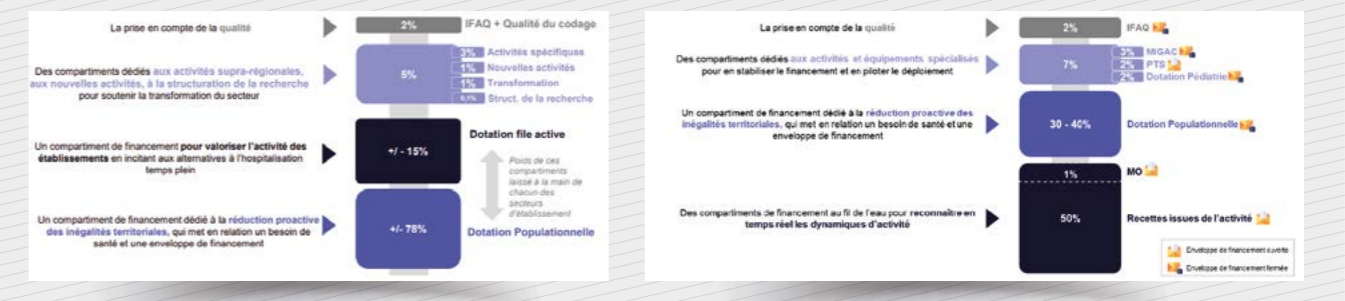 La prise en compte de la qualité
2%
IFAQ + Qualité du codage
Des compartiments dédiés aux activités supra-régionales,
aux nouvelles activités, à la structuration de la recherche
pour soutenir la transformation du secteur
5%
3% Activités spécifiques
1% Nouvelles activités
1% Transformation
0,1% Struct. de la recherche
Un compartiment de financement pour valoriser l'activité des
établissements en incitant aux alternatives à l'hospitalisation
temps plein
+/ - 15%
Dotation file active
Poids de ces
compartiments
laissé à la main de
chacun des
secteurs
d'établissement
Un compartiment de financement dédié à la réduction proactive
des inégalités territoriales, qui met en relation un besoin de
santé et une enveloppe de financement
+/- 78%
Dotation Populationnelle
La prise en compte de la qualité
2%
IFAQ
Des compartiments dédiés aux activités et équipements spécialisés
pour en stabiliser le financement et en piloter le déploiement
7%
3% MIGAC
2% PTS
2% Dotation Pédiatrie
Un compartiment de financement dédié à la réduction proactive des
inégalités territoriales, qui met en relation un besoin de santé et une
enveloppe de financement
30 - 40%
Dotation Populationnelle
1%
MO
Des compartiments de financement au fil de l'eau pour reconnaître en
temps réel les dynamiques d'activité
50%
Recettes issues de l'activité
Enveloppe de financement ouverte
Enveloppe de financement fermée